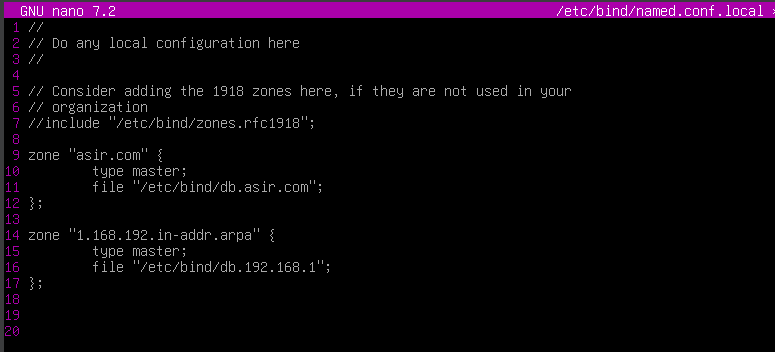 GNU nano 7.2 /etc/bind/named.conf.local *
1 //
2 // Do any local configuration here
3 //
4
5 // Consider adding the 1918 zones here, if they are not used in your
6 // organization
7 //include "/etc/bind/zones.rfc1918";
8
9 zone "asir.com" {
10 type master;
11 file "/etc/bind/db.asir.com";
12 };
13
14 zone "1.168.192.in-addr.arpa" {
15 type master;
16 file "/etc/bind/db.192.168.1";
17 };
18
19
20